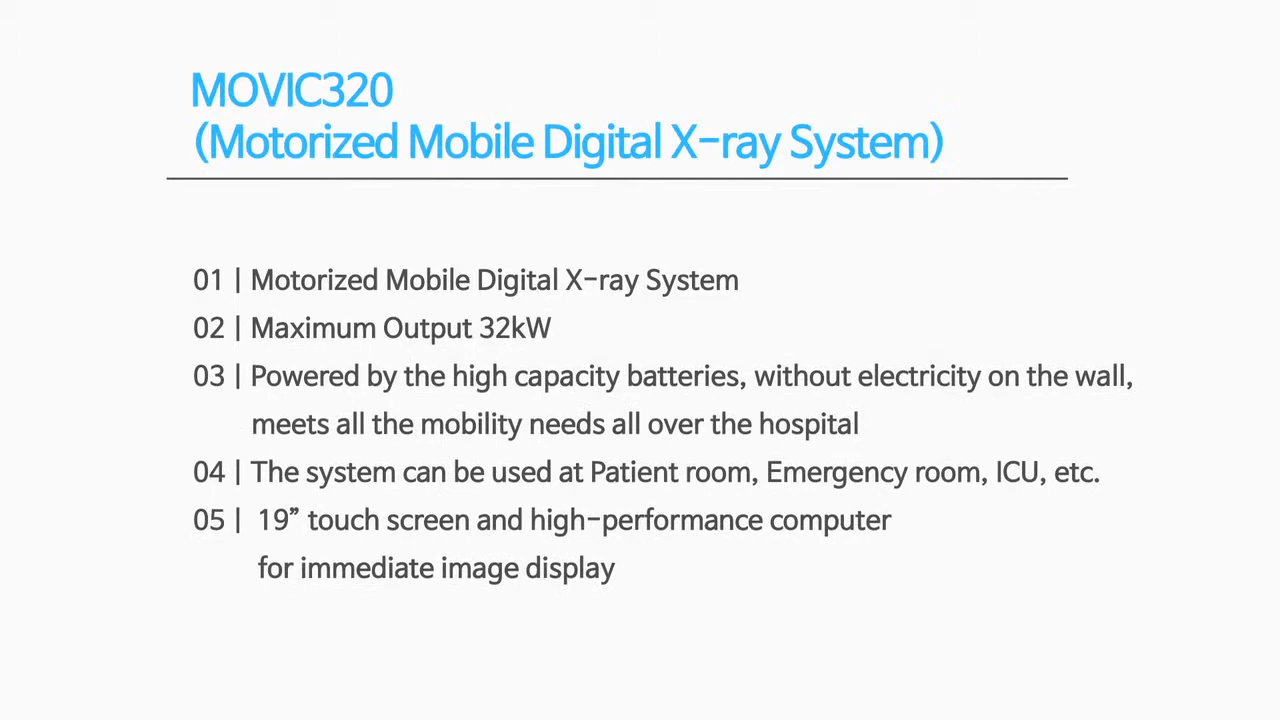 MOVIC320
(Motorized Mobile Digital X-ray System)
01 | Motorized Mobile Digital X-ray System
02 | Maximum Output 32kW
03 | Powered by the high capacity batteries, without electricity on the wall,
meets all the mobility needs all over the hospital
04 | The system can be used at Patient room, Emergency room, ICU, etc.
05 | 19” touch screen and high-performance computer
for immediate image display